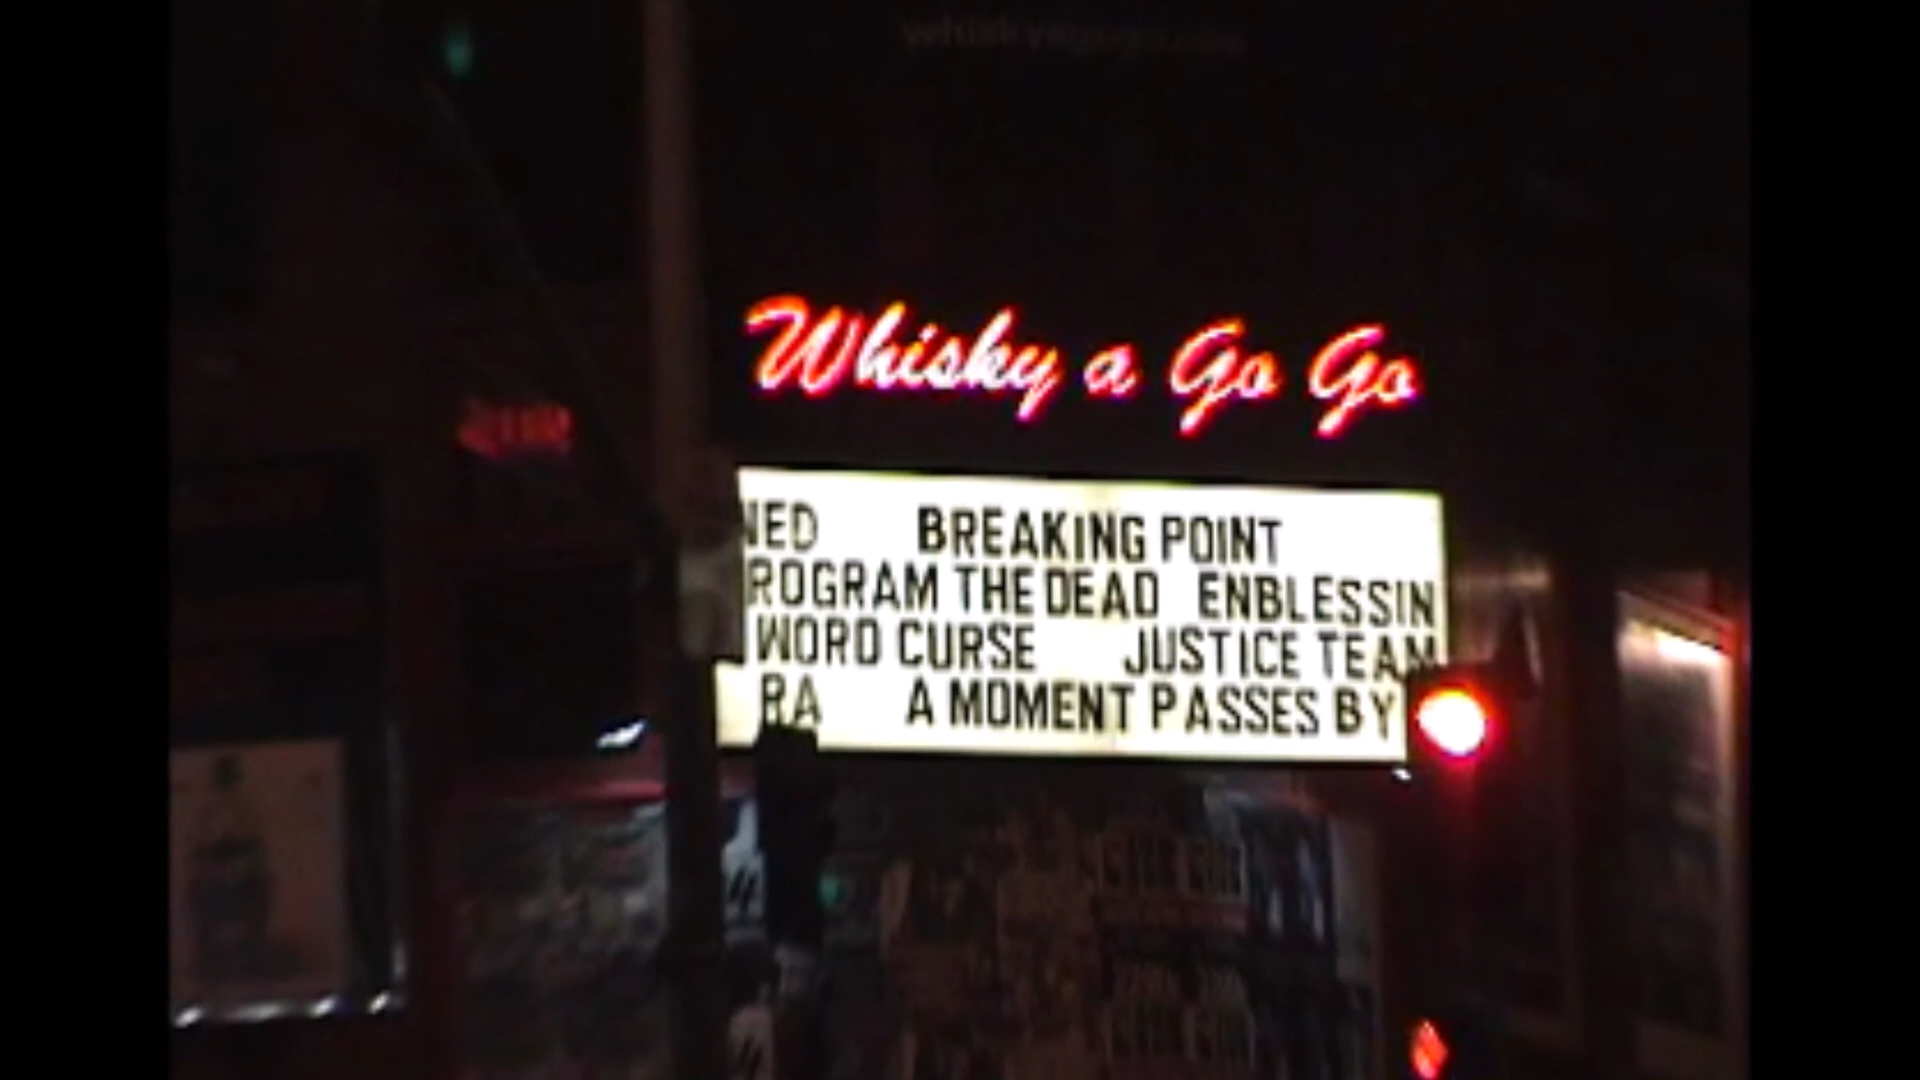 Whisky a Go Go
NED BREAKING POINT
ROGRAM THE DEAD ENBLESSIN
WORD CURSE JUSTICE TEAM
RA A MOMENT PASSES BY